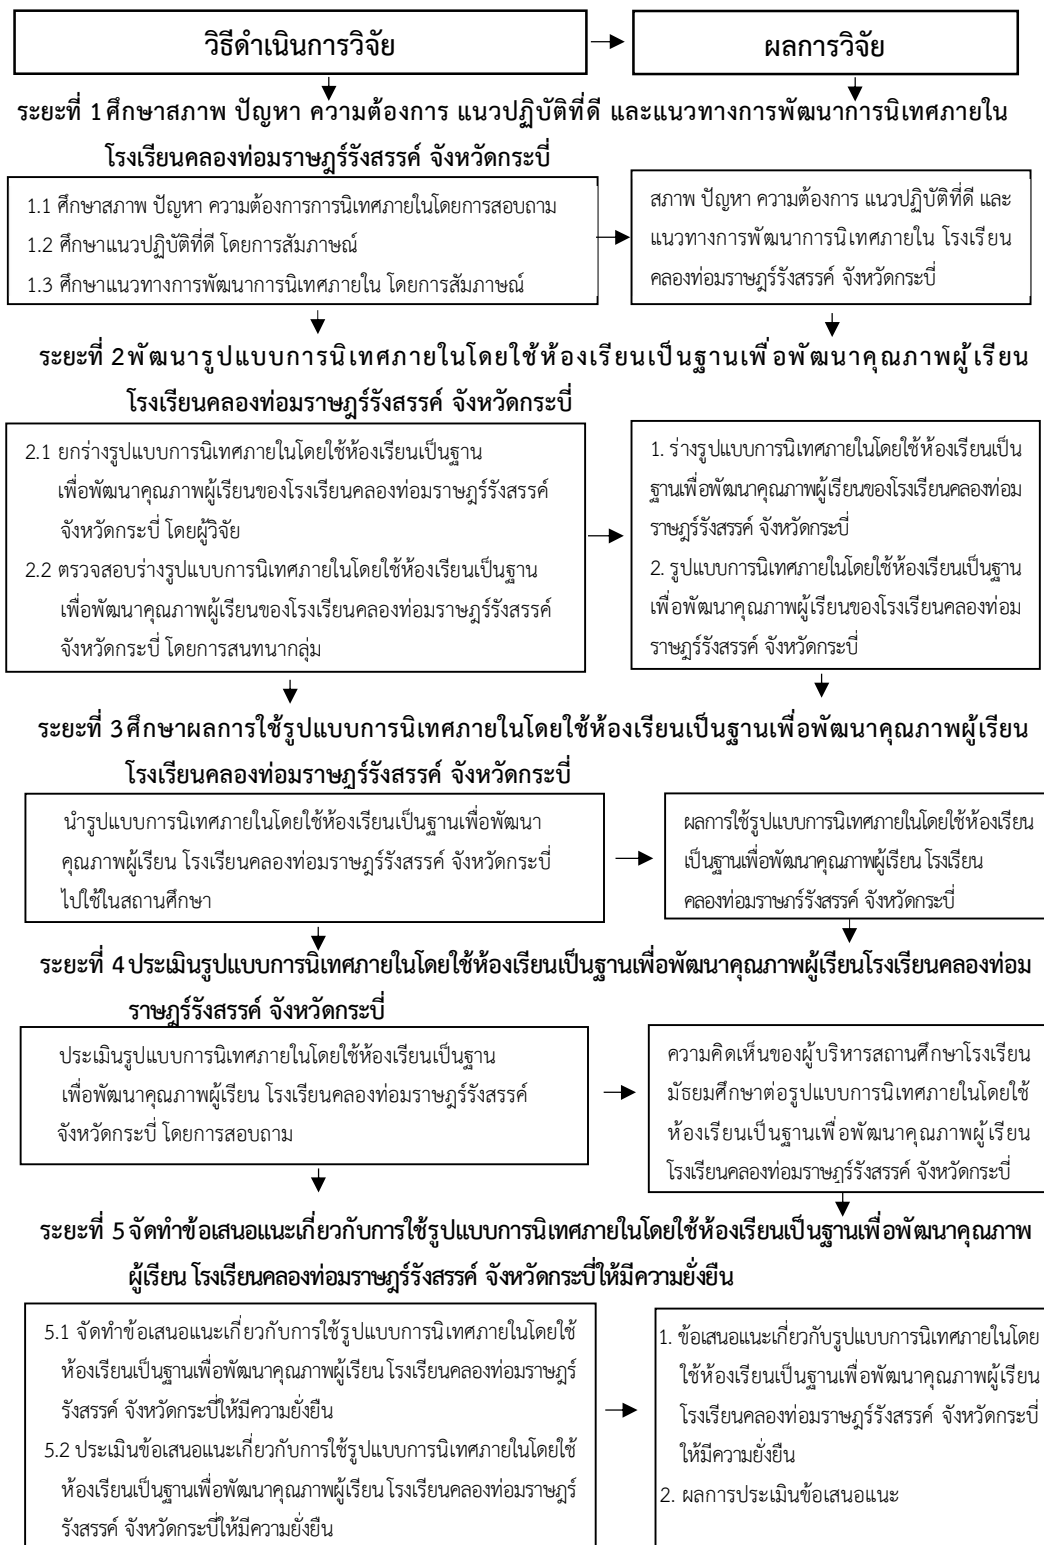 วิธีดำเนินการวิจัย
ผลการวิจัย
ระยะที่ 1 ศึกษาสภาพ ปัญหา ความต้องการ แนวปฏิบัติที่ดี และแนวทางการพัฒนาการนิเทศภายใน
โรงเรียนคลองท่อมราษฎร์รังสรรค์ จังหวัดกระบี่
1.1 ศึกษาสภาพ ปัญหา ความต้องการการนิเทศภายในโดยการสอบถาม
1.2 ศึกษาแนวปฏิบัติที่ดี โดยการสัมภาษณ์
1.3 ศึกษาแนวทางการพัฒนาการนิเทศภายใน โดยการสัมภาษณ์
สภาพ ปัญหา ความต้องการ แนวปฏิบัติที่ดี และ
แนวทางการพัฒนาการนิเทศภายใน โรงเรียน
คลองท่อมราษฎร์รังสรรค์ จังหวัดกระบี่
ระยะที่ 2 พัฒนารูปแบบการนิเทศภายในโดยใช้ห้องเรียนเป็นฐานเพื่อพัฒนาคุณภาพผู้เรียน
โรงเรียนคลองท่อมราษฎร์รังสรรค์ จังหวัดกระบี่
2.1 ยกร่างรูปแบบการนิเทศภายในโดยใช้ห้องเรียนเป็นฐาน
เพื่อพัฒนาคุณภาพผู้เรียนของโรงเรียนคลองท่อมราษฎร์รังสรรค์
จังหวัดกระบี่ โดยผู้วิจัย
2.2 ตรวจสอบร่างรูปแบบการนิเทศภายในโดยใช้ห้องเรียนเป็นฐาน
เพื่อพัฒนาคุณภาพผู้เรียนของโรงเรียนคลองท่อมราษฎร์รังสรรค์
จังหวัดกระบี่ โดยการสนทนากลุ่ม
1. ร่างรูปแบบการนิเทศภายในโดยใช้ห้องเรียนเป็น
ฐานเพื่อพัฒนาคุณภาพผู้เรียนของโรงเรียนคลองท่อม
ราษฎร์รังสรรค์ จังหวัดกระบี่
2. รูปแบบการนิเทศภายในโดยใช้ห้องเรียนเป็นฐาน
เพื่อพัฒนาคุณภาพผู้เรียนของโรงเรียนคลองท่อม
ราษฎร์รังสรรค์ จังหวัดกระบี่
ระยะที่ 3 ศึกษาผลการใช้รูปแบบการนิเทศภายในโดยใช้ห้องเรียนเป็นฐานเพื่อพัฒนาคุณภาพผู้เรียน
โรงเรียนคลองท่อมราษฎร์รังสรรค์ จังหวัดกระบี่
นำรูปแบบการนิเทศภายในโดยใช้ห้องเรียนเป็นฐานเพื่อพัฒนา
คุณภาพผู้เรียน โรงเรียนคลองท่อมราษฎร์รังสรรค์ จังหวัดกระบี่
ไปใช้ในสถานศึกษา
ผลการใช้รูปแบบการนิเทศภายในโดยใช้ห้องเรียน
เป็นฐานเพื่อพัฒนาคุณภาพผู้เรียน โรงเรียน
คลองท่อมราษฎร์รังสรรค์ จังหวัดกระบี่
ระยะที่ 4 ประเมินรูปแบบการนิเทศภายในโดยใช้ห้องเรียนเป็นฐานเพื่อพัฒนาคุณภาพผู้เรียนโรงเรียนคลองท่อม
ราษฎร์รังสรรค์ จังหวัดกระบี่
ประเมินรูปแบบการนิเทศภายในโดยใช้ห้องเรียนเป็นฐาน
เพื่อพัฒนาคุณภาพผู้เรียน โรงเรียนคลองท่อมราษฎร์รังสรรค์
จังหวัดกระบี่ โดยการสอบถาม
ความคิดเห็นของผู้บริหารสถานศึกษาโรงเรียน
มัธยมศึกษาต่อรูปแบบการนิเทศภายในโดยใช้
ห้องเรียนเป็นฐานเพื่อพัฒนาคุณภาพผู้เรียน
โรงเรียนคลองท่อมราษฎร์รังสรรค์ จังหวัดกระบี่
ระยะที่ 5 จัดทำข้อเสนอแนะเกี่ยวกับการใช้รูปแบบการนิเทศภายในโดยใช้ห้องเรียนเป็นฐานเพื่อพัฒนาคุณภาพ
ผู้เรียน โรงเรียนคลองท่อมราษฎร์รังสรรค์ จังหวัดกระบี่ให้มีความยั่งยืน
5.1 จัดทำข้อเสนอแนะเกี่ยวกับการใช้รูปแบบการนิเทศภายในโดยใช้
ห้องเรียนเป็นฐานเพื่อพัฒนาคุณภาพผู้เรียน โรงเรียนคลองท่อมราษฎร์
รังสรรค์ จังหวัดกระบี่ให้มีความยั่งยืน
5.2 ประเมินข้อเสนอแนะเกี่ยวกับการใช้รูปแบบการนิเทศภายในโดยใช้
ห้องเรียนเป็นฐานเพื่อพัฒนาคุณภาพผู้เรียน โรงเรียนคลองท่อมราษฎร์
รังสรรค์ จังหวัดกระบี่ให้มีความยั่งยืน
1. ข้อเสนอแนะเกี่ยวกับรูปแบบการนิเทศภายในโดย
ใช้ห้องเรียนเป็นฐานเพื่อพัฒนาคุณภาพผู้เรียน
โรงเรียนคลองท่อมราษฎร์รังสรรค์ จังหวัดกระบี่
ให้มีความยั่งยืน
2. ผลการประเมินข้อเสนอแนะ